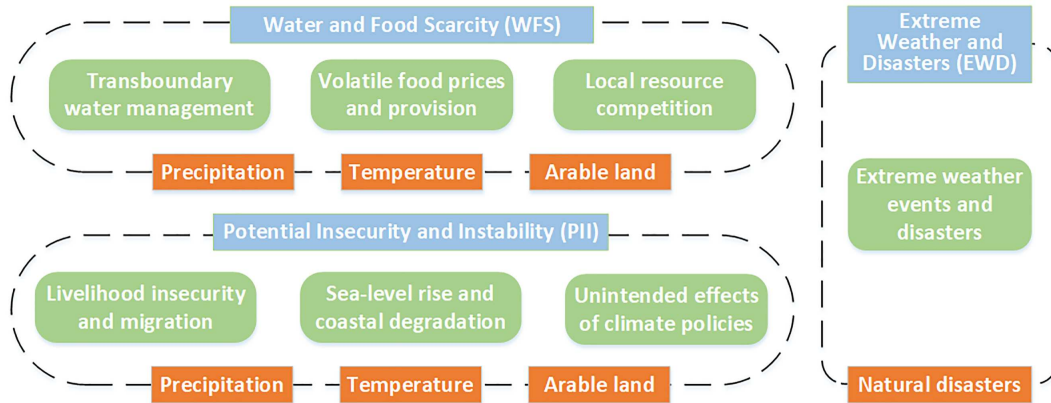 Water and Food Scarcity (WFS)
Transboundary
water management
Volatile food prices
and provision
Local resource
competition
Precipitation
Temperature
Arable land
Potential Insecurity and Instability (PII)
Livelihood insecurity
and migration
Sea-level rise and
coastal degradation
Unintended effects
of climate policies
Precipitation
Temperature
Arable land
Extreme
Weather and
Disasters (EWD)
Extreme weather
events and
disasters
Natural disasters